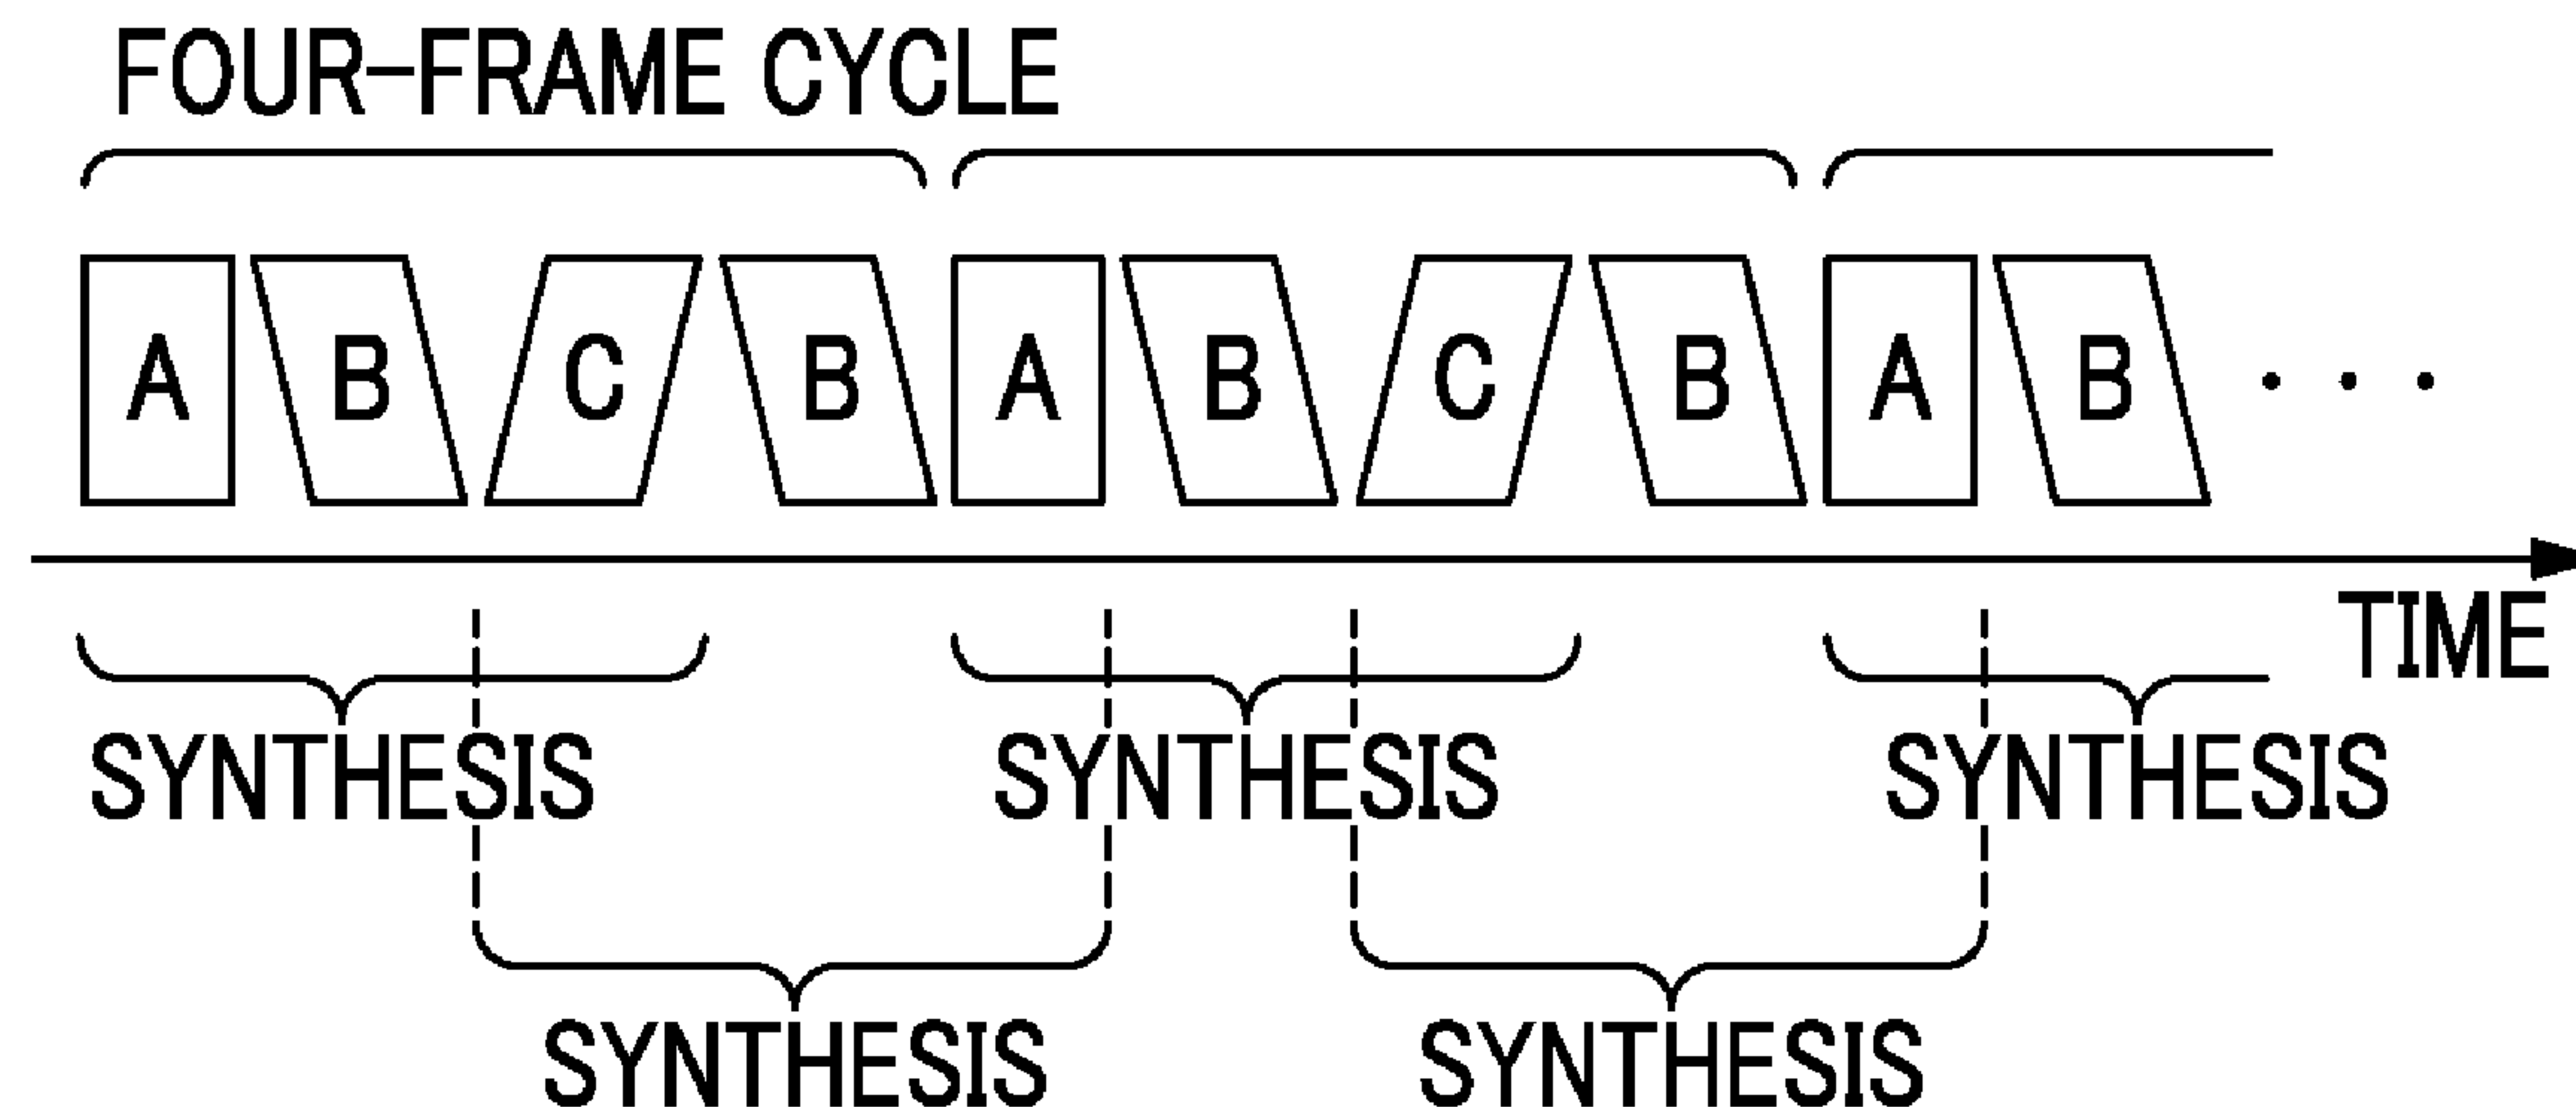 FOUR-FRAME CYCLE
A B C B A B C B A B . . .
TIME
SYNTHESIS SYNTHESIS SYNTHESIS
SYNTHESIS SYNTHESIS